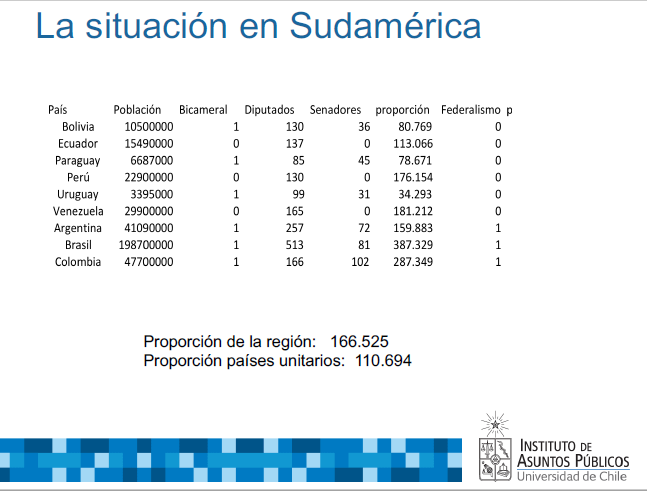 La situación en Sudamérica
País Población Bicameral Diputados Senadores proporción Federalismo p
Bolivia 10500000 1 130 36 80.769 0
Ecuador 15490000 0 137 0 113.066 0
Paraguay 6687000 1 85 45 78.671 0
Perú 22900000 0 130 0 176.154 0
Uruguay 3395000 1 99 31 34.293 0
Venezuela 29900000 0 165 0 181.212 0
Argentina 41090000 1 257 72 159.883 1
Brasil 198700000 1 513 81 387.329 1
Colombia 47700000 1 166 102 287.349 1
Proporción de la región: 166.525
Proporción países unitarios: 110.694
INSTITUTO DE
ASUNTOS PÚBLICOS
Universidad de Chile